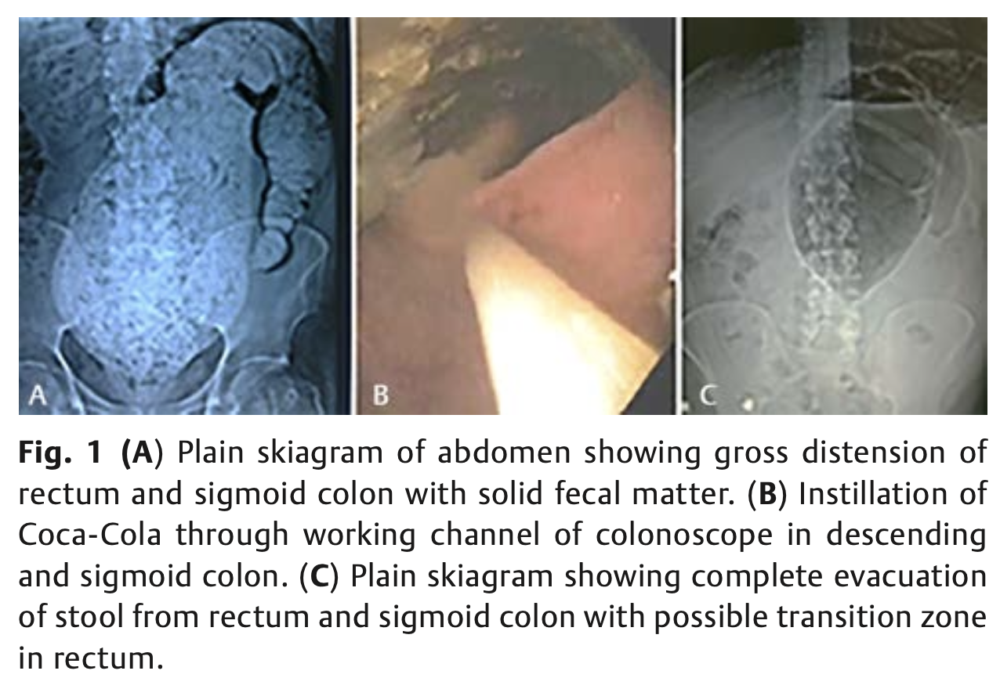 A
B
C
Fig. 1 (A) Plain skiagram of abdomen showing gross distension of
rectum and sigmoid colon with solid fecal matter. (B) Instillation of
Coca-Cola through working channel of colonoscope in descending
and sigmoid colon. (C) Plain skiagram showing complete evacuation
of stool from rectum and sigmoid colon with possible transition zone
in rectum.